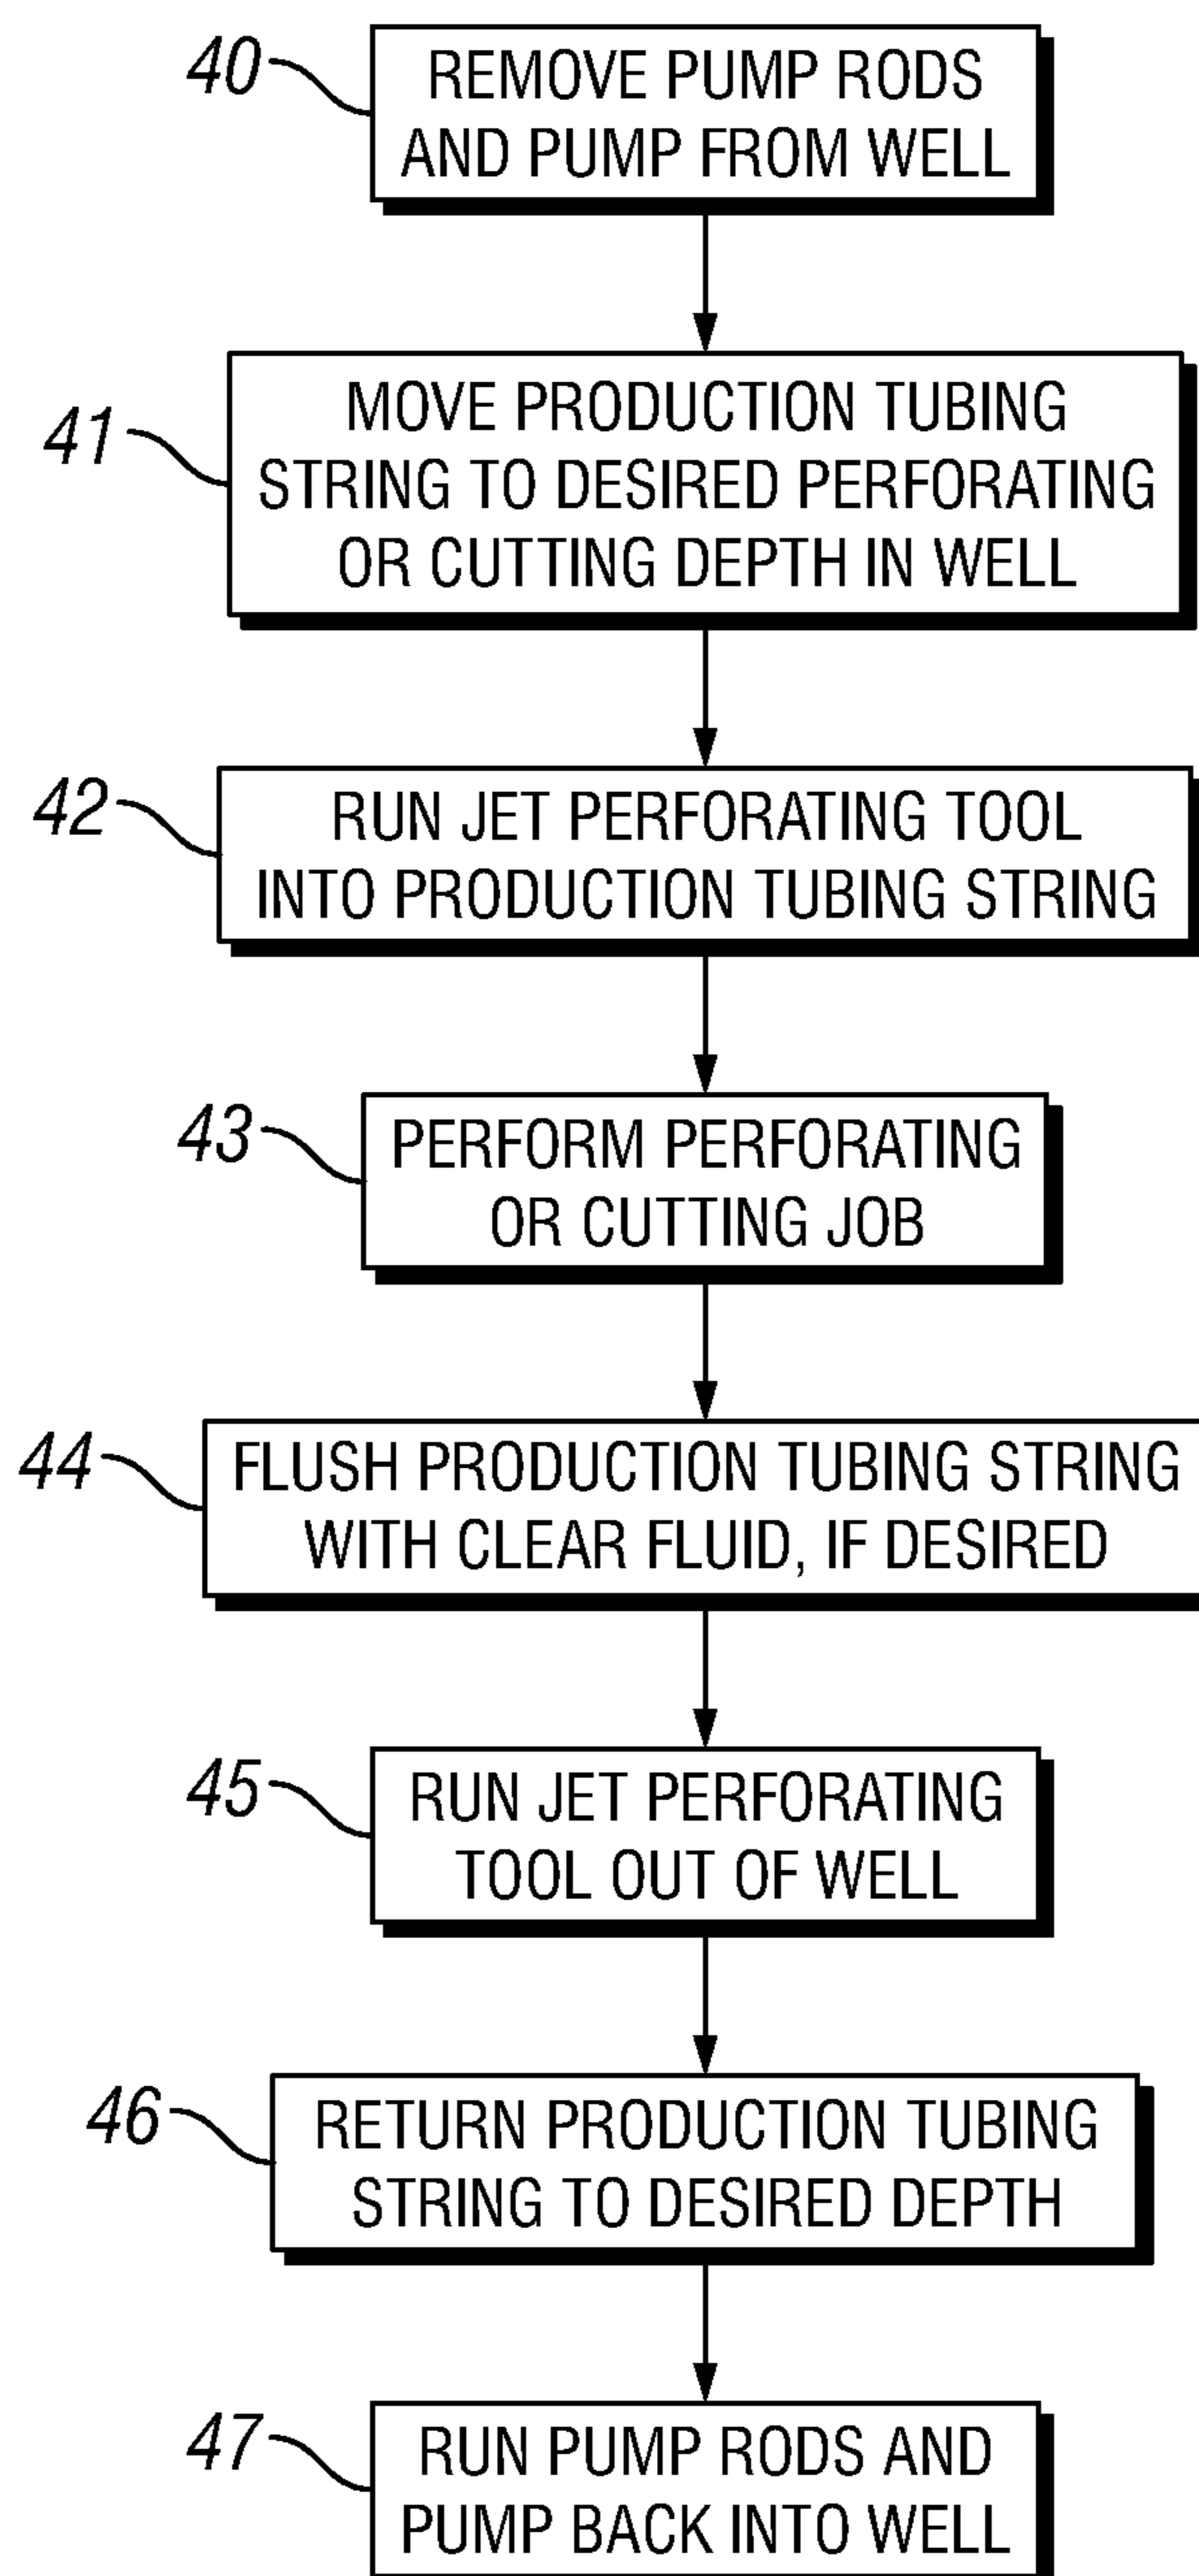 40
REMOVE PUMP RODS
AND PUMP FROM WELL
41
MOVE PRODUCTION TUBING
STRING TO DESIRED PERFORATING
OR CUTTING DEPTH IN WELL
42
RUN JET PERFORATING TOOL
INTO PRODUCTION TUBING STRING
43
PERFORM PERFORATING
OR CUTTING JOB
44
FLUSH PRODUCTION TUBING STRING
WITH CLEAR FLUID, IF DESIRED
45
RUN JET PERFORATING
TOOL OUT OF WELL
46
RETURN PRODUCTION TUBING
STRING TO DESIRED DEPTH
47
RUN PUMP RODS AND
PUMP BACK INTO WELL